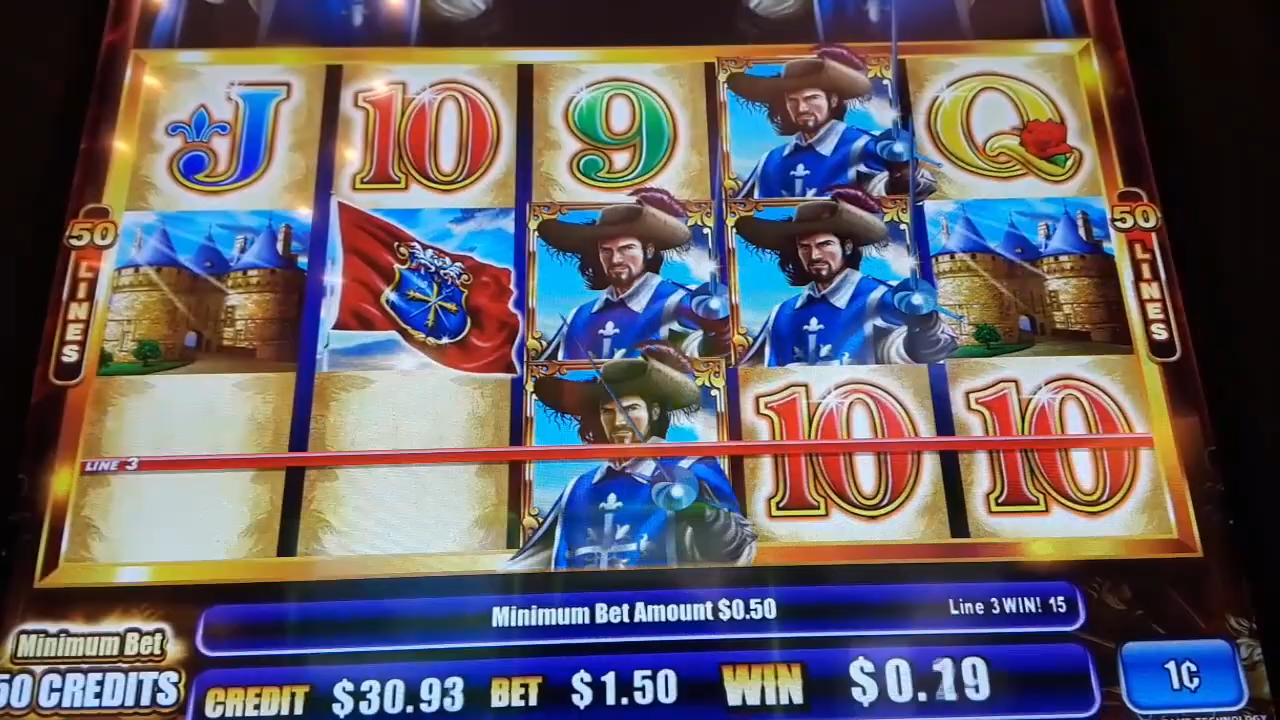 J 10 9 Q
50 LINES
50 LINES
LINE 3
10 10
Minimum Bet Amount $0.50
Line 3 WIN! 15
Minimum Bet
50 CREDITS
CREDIT $30.93 BET $1.50 WIN $0.19
1¢